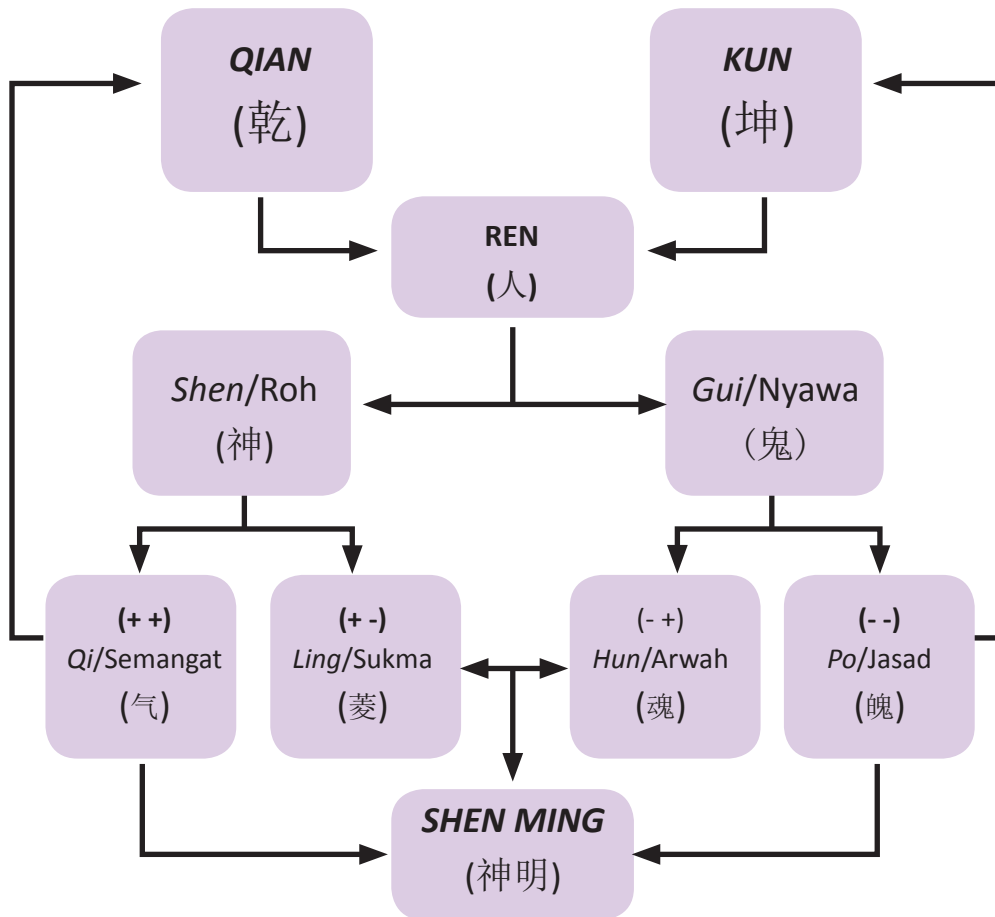 QIAN
(乾)
KUN
(坤)
REN
(人)
Shen/Roh
(神)
Gui/Nyawa
（鬼）
(+ +)
Qi/Semangat
(气)
(+ -)
Ling/Sukma
(菱)
(- +)
Hun/Arwah
(魂)
(- -)
Po/Jasad
(魄)
SHEN MING
(神明)